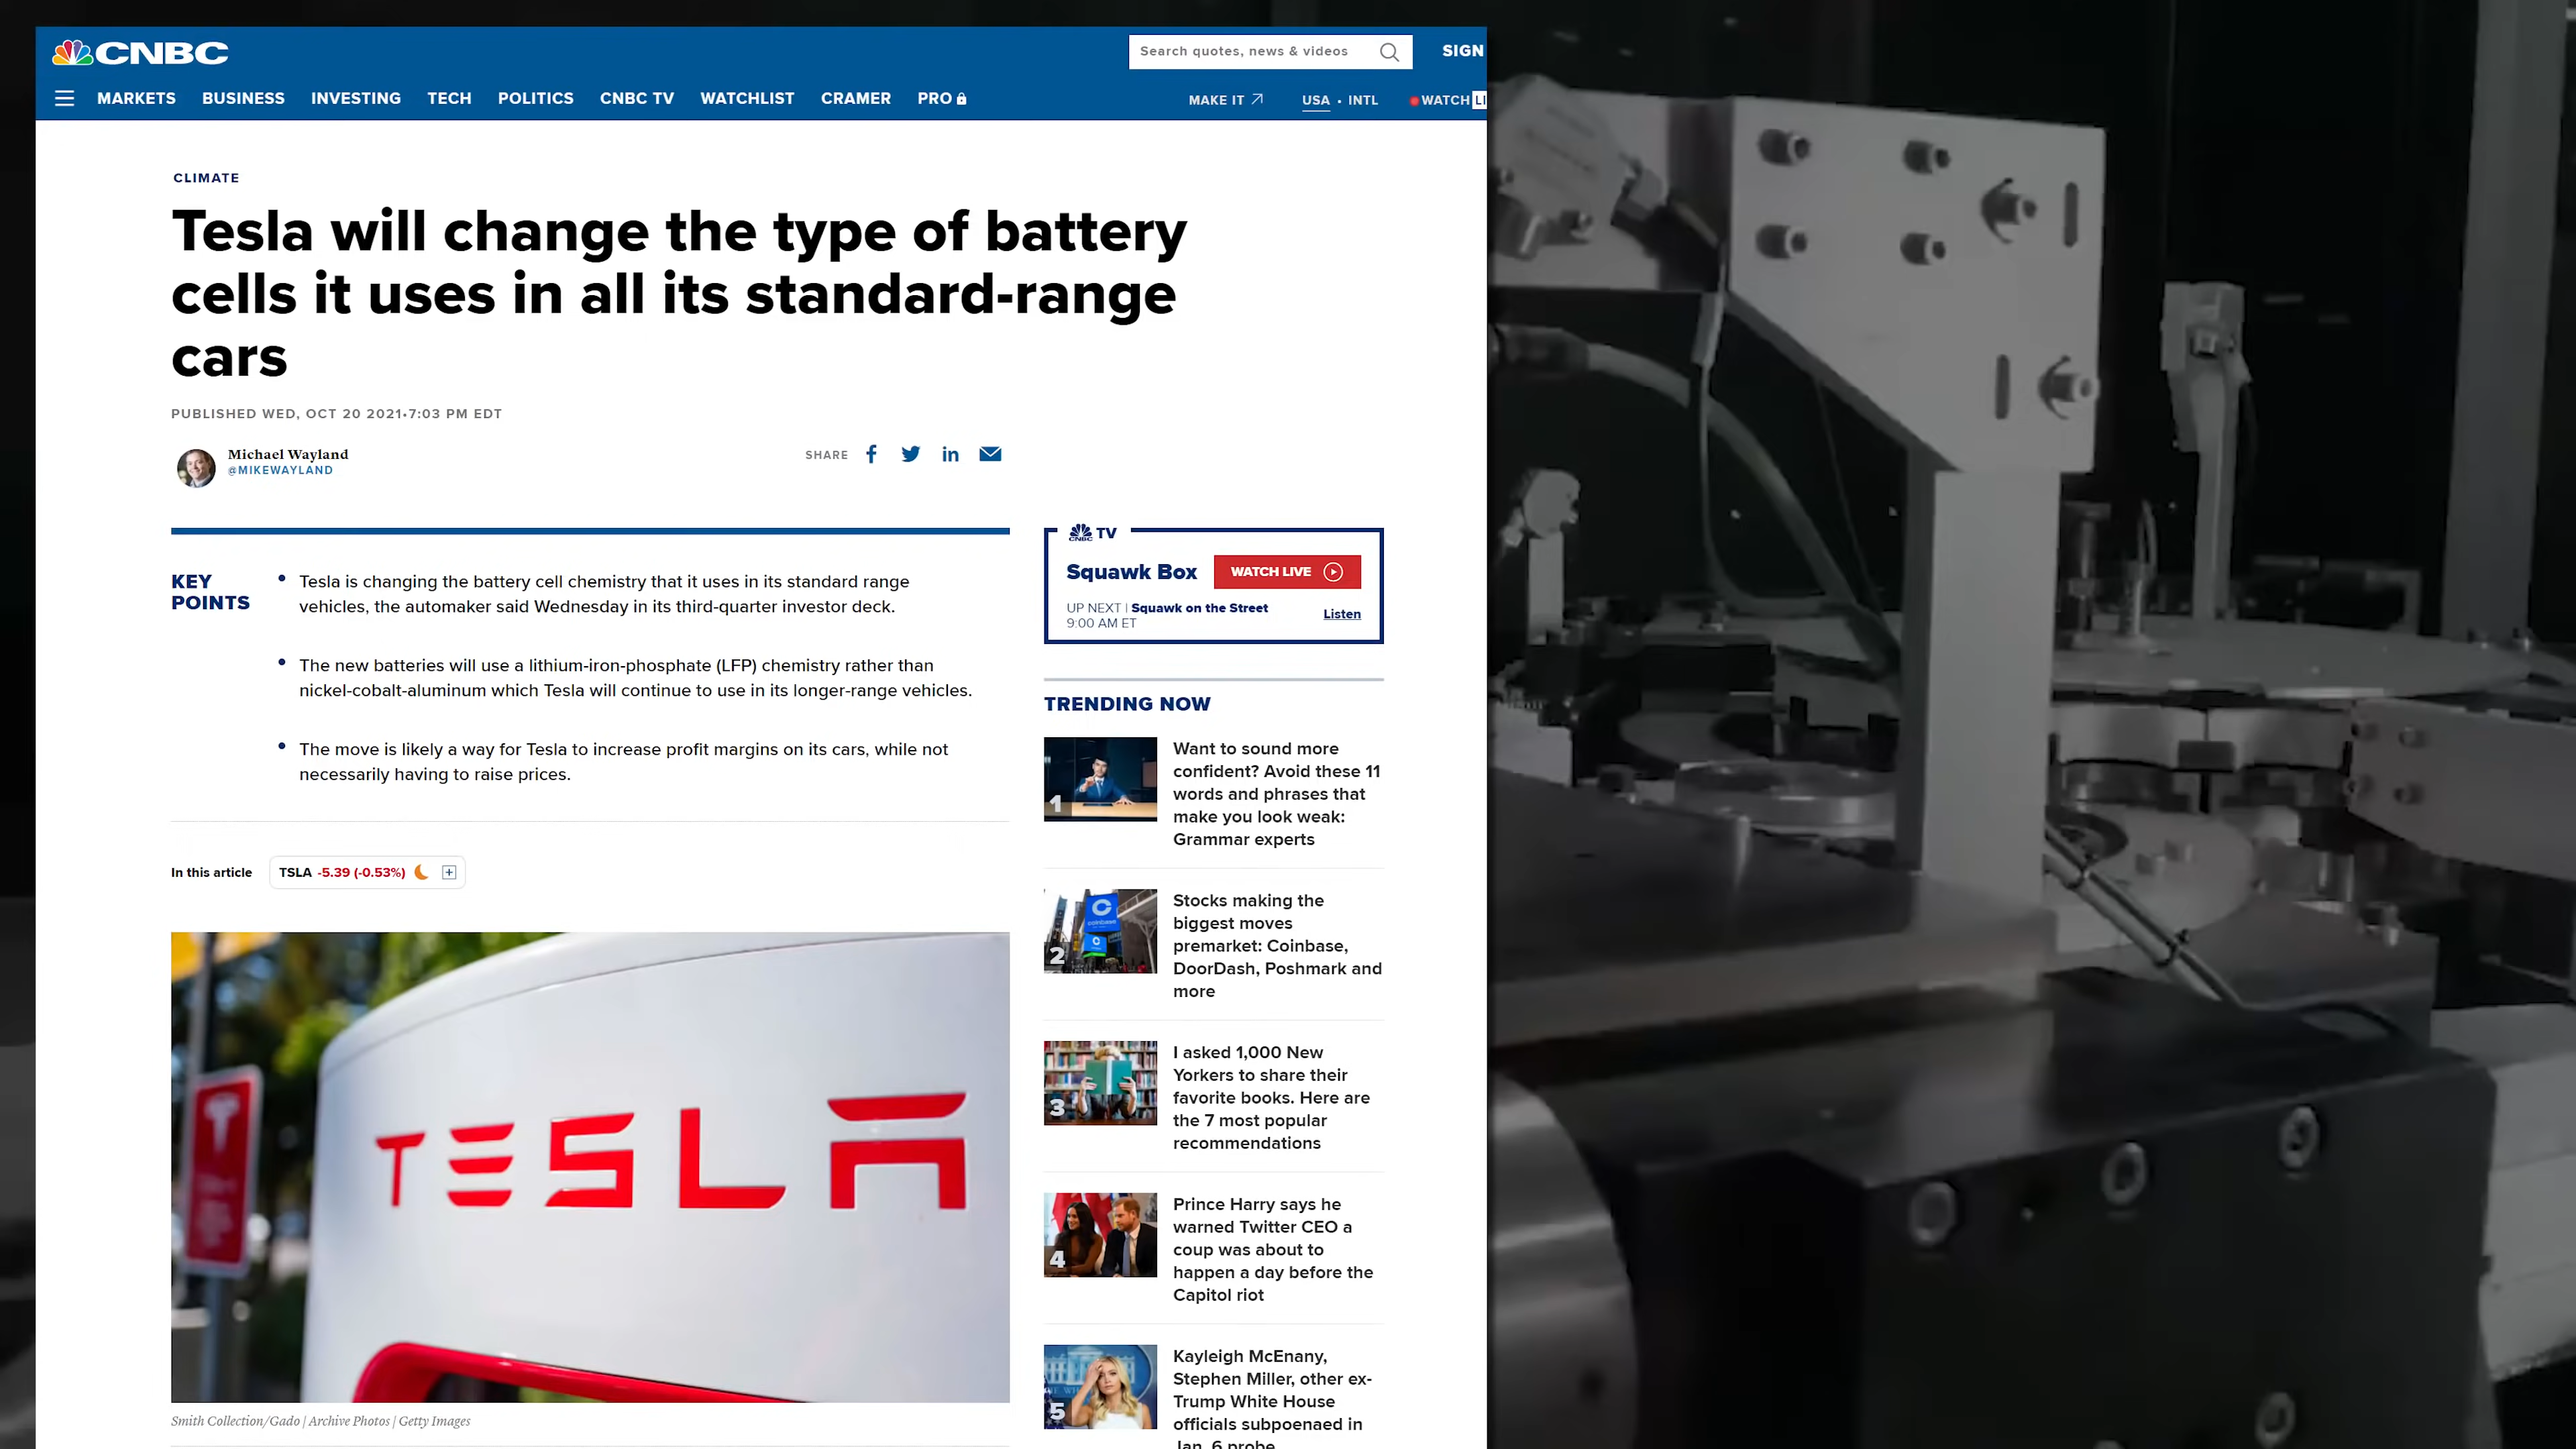 CNBC
Search quotes, news & videos
SIGN
MARKETS BUSINESS INVESTING TECH POLITICS CNBC TV WATCHLIST CRAMER PRO
MAKE IT USA • INTL WATCH LI
CLIMATE
Tesla will change the type of battery
cells it uses in all its standard-range
cars
PUBLISHED WED, OCT 20 2021•7:03 PM EDT
Michael Wayland
@MIKEWAYLAND
SHARE
KEY
POINTS
• Tesla is changing the battery cell chemistry that it uses in its standard range
vehicles, the automaker said Wednesday in its third-quarter investor deck.
• The new batteries will use a lithium-iron-phosphate (LFP) chemistry rather than
nickel-cobalt-aluminum which Tesla will continue to use in its longer-range vehicles.
• The move is likely a way for Tesla to increase profit margins on its cars, while not
necessarily having to raise prices.
In this article TSLA -5.39 (-0.53%)
TESLA
Smith Collection/Gado | Archive Photos | Getty Images
CNBC TV
Squawk Box WATCH LIVE
UP NEXT | Squawk on the Street
9:00 AM ET
Listen
TRENDING NOW
1
Want to sound more
confident? Avoid these 11
words and phrases that
make you look weak:
Grammar experts
2
Stocks making the
biggest moves
premarket: Coinbase,
DoorDash, Poshmark and
more
3
I asked 1,000 New
Yorkers to share their
favorite books. Here are
the 7 most popular
recommendations
4
Prince Harry says he
warned Twitter CEO a
coup was about to
happen a day before the
Capitol riot
5
Kayleigh McEnany,
Stephen Miller, other ex-
Trump White House
officials subpoenaed in
Jan. 6 probe